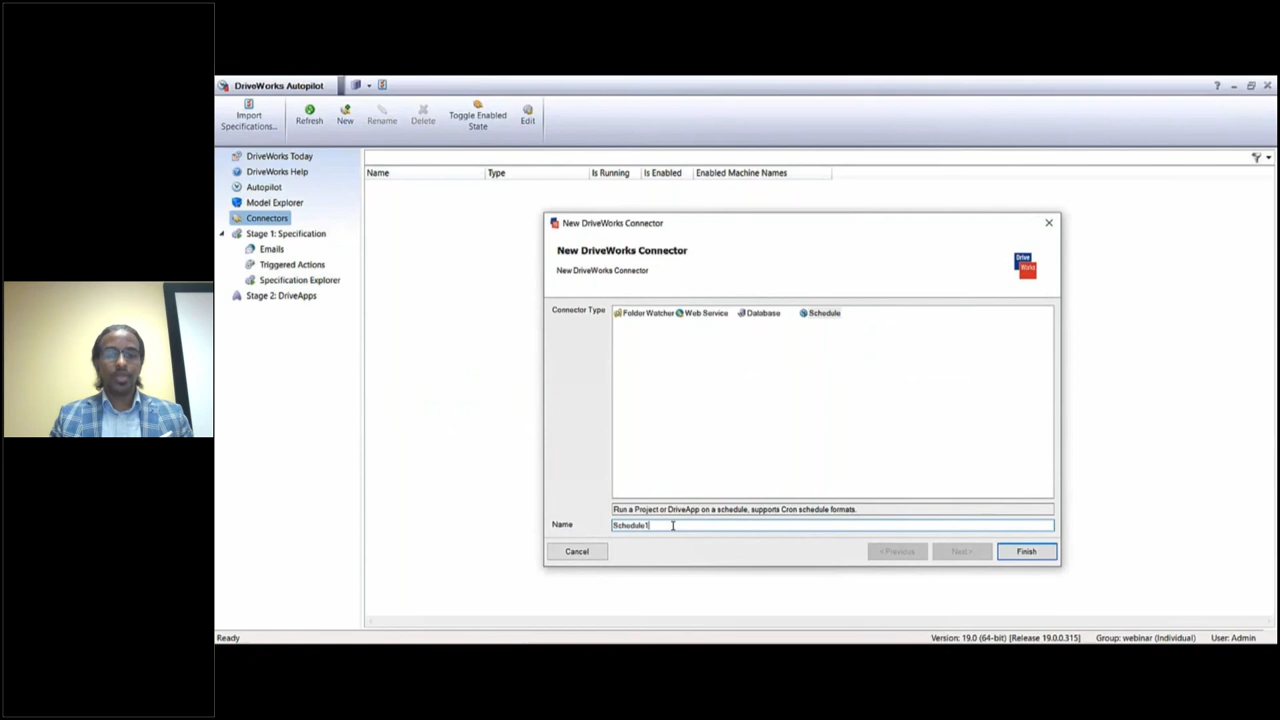 DriveWorks Autopilot
Import Specifications...
Refresh
New
Rename
Delete
Toggle Enabled State
Edit
DriveWorks Today
DriveWorks Help
Autopilot
Model Explorer
Connectors
Stage 1: Specification
Emails
Triggered Actions
Specification Explorer
Stage 2: DriveApps
Name Type Is Running Is Enabled Enabled Machine Names
New DriveWorks Connector
New DriveWorks Connector
New DriveWorks Connector
Drive
Works
Connector Type
Folder Watcher Web Service Database Schedule
Run a Project or DriveApp on a schedule, supports Cron schedule formats.
Name
Schedule1
Cancel
< Previous
Next >
Finish
Ready
Version: 19.0 (64-bit) [Release 19.0.0.315] Group: webinar (Individual) User: Admin